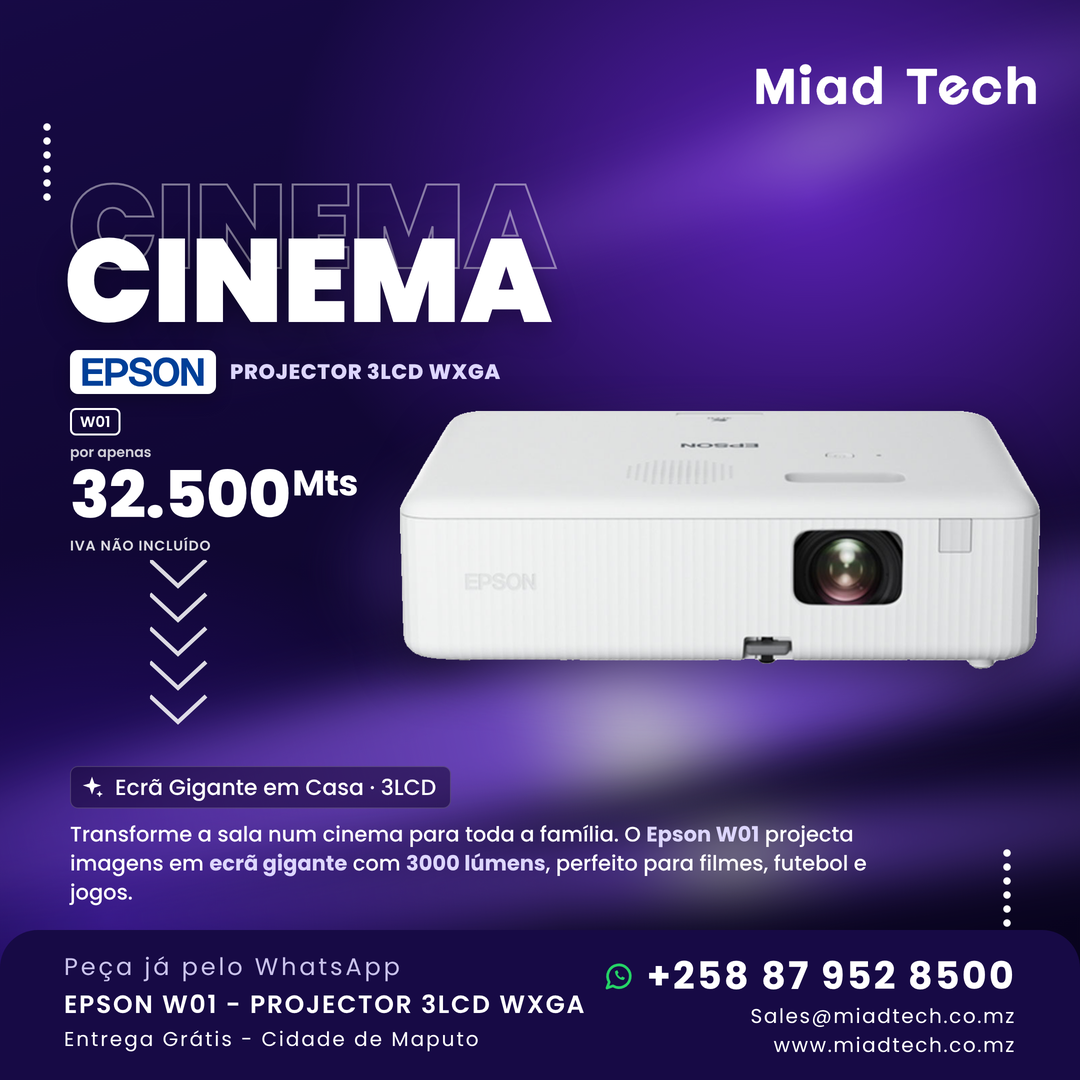 Miad Tech
CINEMA
CINEMA
EPSON PROJECTOR 3LCD WXGA
W01
por apenas
32.500Mts
IVA NÃO INCLUÍDO
EPSON
EPSON
Ecrã Gigante em Casa · 3LCD
Transforme a sala num cinema para toda a família. O Epson W01 projecta
imagens em ecrã gigante com 3000 lúmens, perfeito para filmes, futebol e
jogos.
Peça já pelo WhatsApp
EPSON W01 - PROJECTOR 3LCD WXGA
Entrega Grátis - Cidade de Maputo
+258 87 952 8500
Sales@miadtech.co.mz
www.miadtech.co.mz